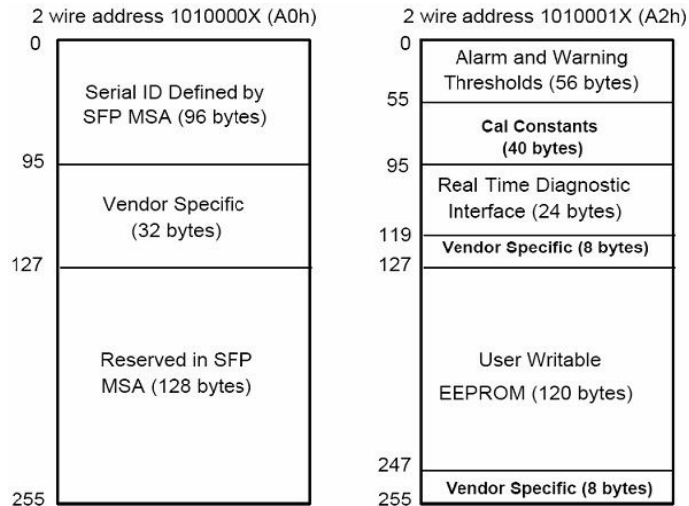 2 wire address 1010000X (A0h)
0
Serial ID Defined by
SFP MSA (96 bytes)
95
Vendor Specific
(32 bytes)
127
Reserved in SFP
MSA (128 bytes)
255
2 wire address 1010001X (A2h)
0
Alarm and Warning
Thresholds (56 bytes)
55
Cal Constants
(40 bytes)
95
Real Time Diagnostic
Interface (24 bytes)
119
Vendor Specific (8 bytes)
127
User Writable
EEPROM (120 bytes)
247
Vendor Specific (8 bytes)
255